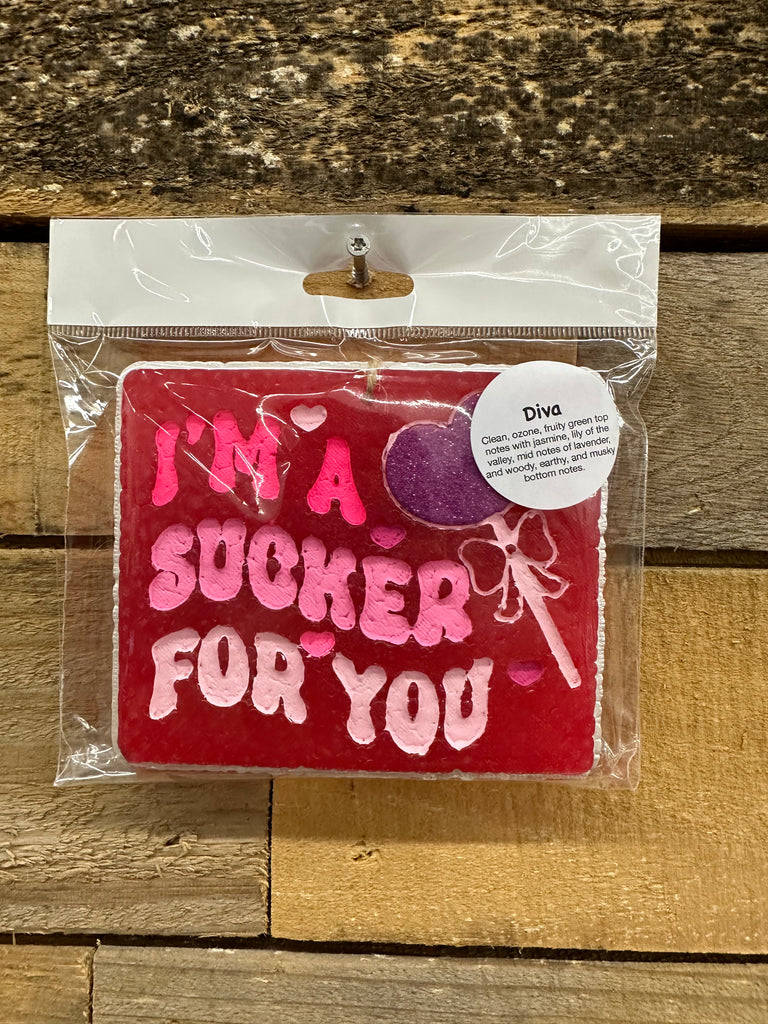 I'M A
SUCKER
FOR YOU
Diva
Clean, ozone, fruity green top
notes with jasmine, lily of the
valley, mid notes of lavender,
and woody, earthy, and musky
bottom notes.